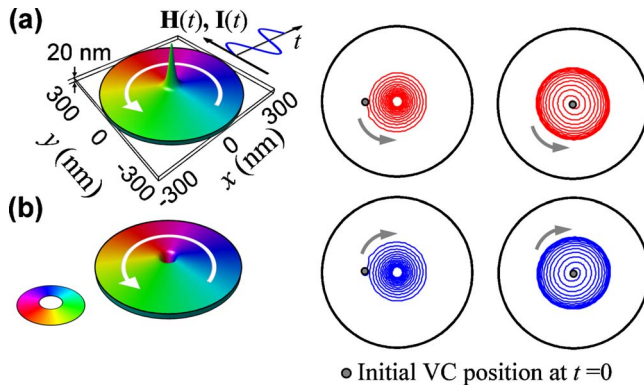 (a)
H(t), I(t)
t
20 nm
300
0
-300
y (nm)
-300
0
300
x (nm)
(b)
Initial VC position at t =0